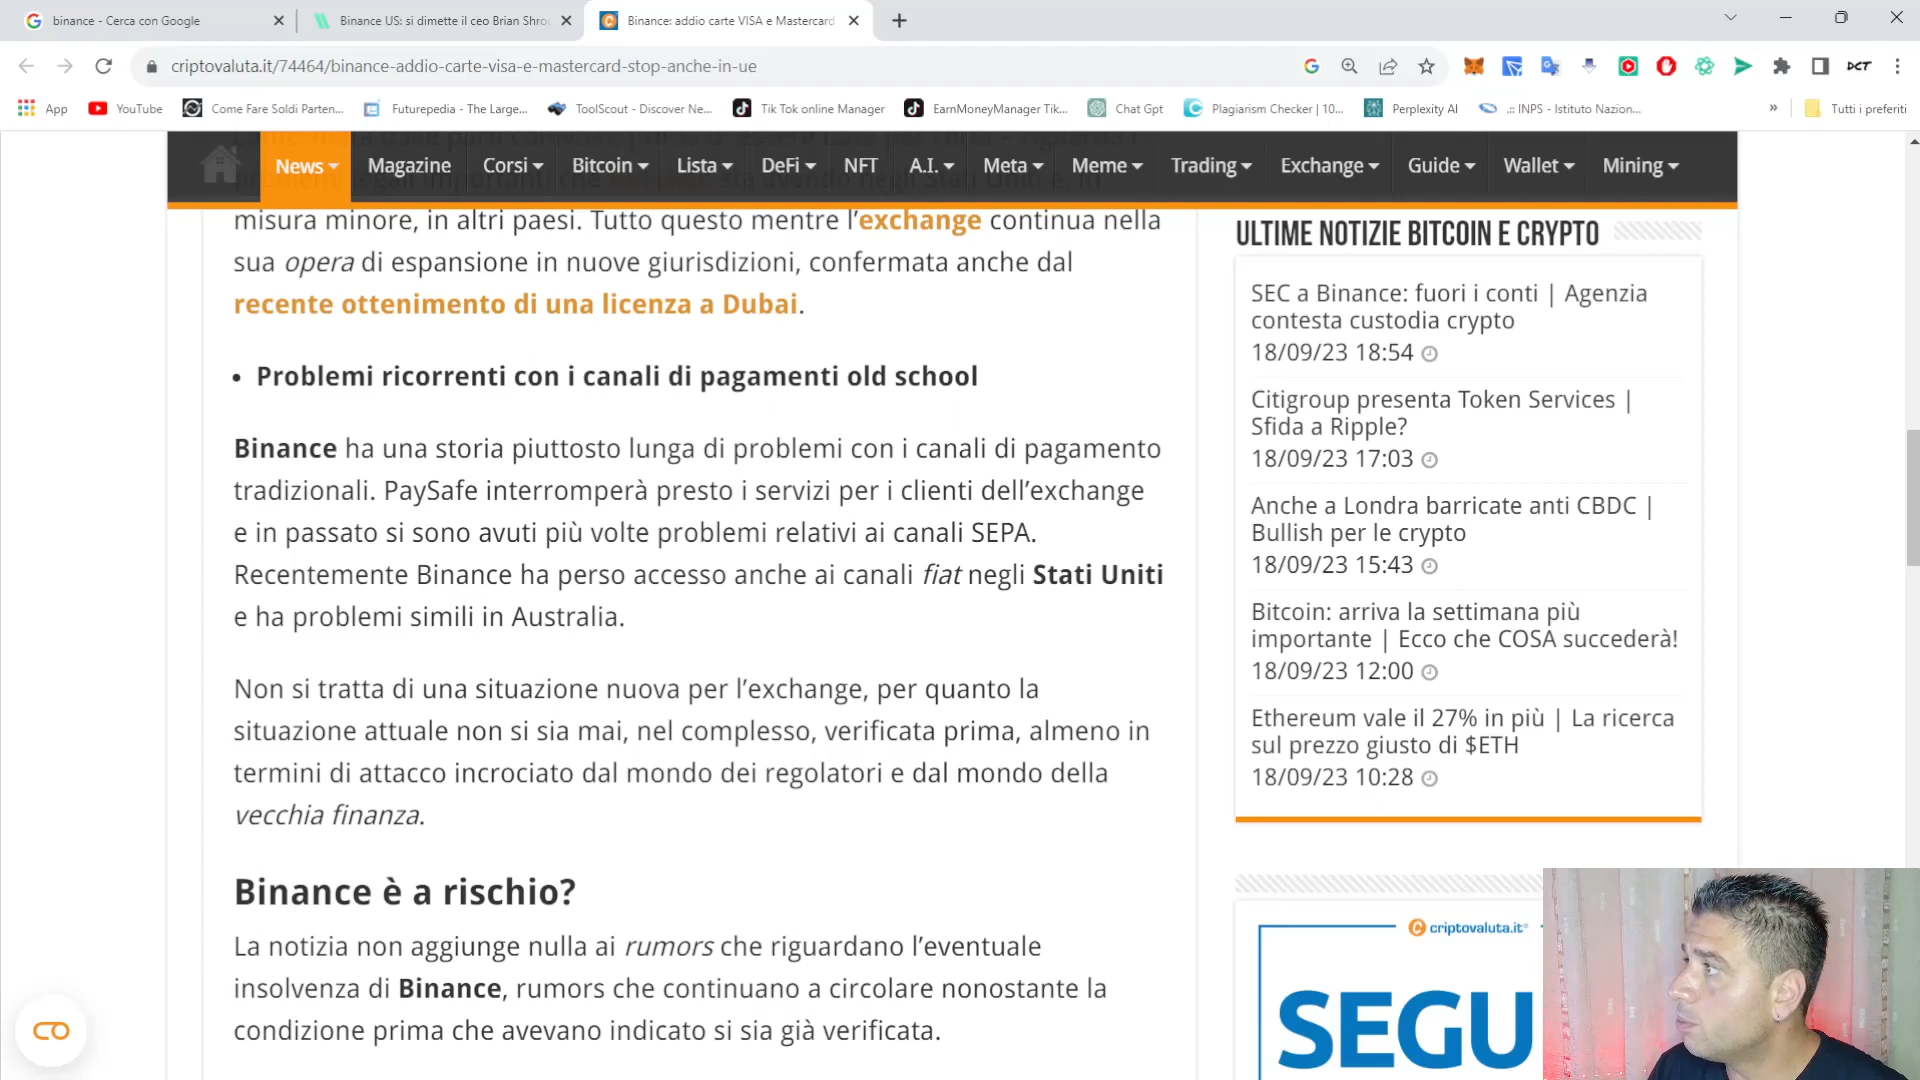 binance - Cerca con Google
Binance US: si dimette il ceo Brian Shro
Binance: addio carte VISA e Mastercard
criptovaluta.it/74464/binance-addio-carte-visa-e-mastercard-stop-anche-in-ue
App
YouTube
Come Fare Soldi Parten...
Futurepedia - The Large...
ToolScout - Discover Ne...
Tik Tok online Manager
EarnMoneyManager Tik...
Chat Gpt
Plagiarism Checker | 10...
Perplexity AI
.:: INPS - Istituto Nazion...
»
Tutti i preferiti
News
Magazine
Corsi
Bitcoin
Lista
DeFi
NFT
A.I.
Meta
Meme
Trading
Exchange
Guide
Wallet
Mining
misura minore, in altri paesi. Tutto questo mentre l’exchange continua nella
sua opera di espansione in nuove giurisdizioni, confermata anche dal
recente ottenimento di una licenza a Dubai.
• Problemi ricorrenti con i canali di pagamenti old school
Binance ha una storia piuttosto lunga di problemi con i canali di pagamento
tradizionali. PaySafe interromperà presto i servizi per i clienti dell’exchange
e in passato si sono avuti più volte problemi relativi ai canali SEPA.
Recentemente Binance ha perso accesso anche ai canali fiat negli Stati Uniti
e ha problemi simili in Australia.
Non si tratta di una situazione nuova per l’exchange, per quanto la
situazione attuale non si sia mai, nel complesso, verificata prima, almeno in
termini di attacco incrociato dal mondo dei regolatori e dal mondo della
vecchia finanza.
Binance è a rischio?
La notizia non aggiunge nulla ai rumors che riguardano l’eventuale
insolvenza di Binance, rumors che continuano a circolare nonostante la
condizione prima che avevano indicato si sia già verificata.
ULTIME NOTIZIE BITCOIN E CRYPTO
SEC a Binance: fuori i conti | Agenzia
contesta custodia crypto
18/09/23 18:54
Citigroup presenta Token Services |
Sfida a Ripple?
18/09/23 17:03
Anche a Londra barricate anti CBDC |
Bullish per le crypto
18/09/23 15:43
Bitcoin: arriva la settimana più
importante | Ecco che COSA succederà!
18/09/23 12:00
Ethereum vale il 27% in più | La ricerca
sul prezzo giusto di $ETH
18/09/23 10:28
criptovaluta.it®
SEGU